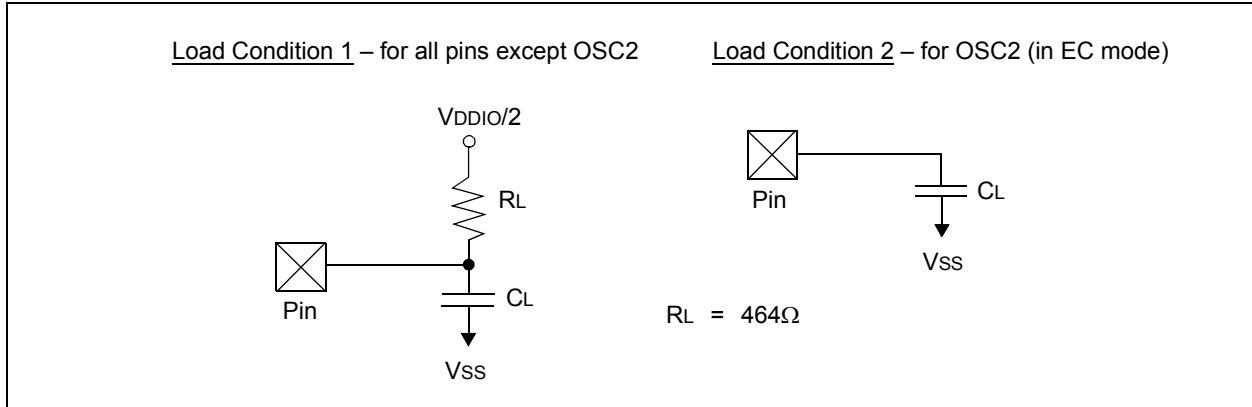 Load Condition 1 – for all pins except OSC2
Load Condition 2 – for OSC2 (in EC mode)
VDDIO/2
RL
Pin
CL
VSS
Pin
CL
VSS
RL = 464Ω